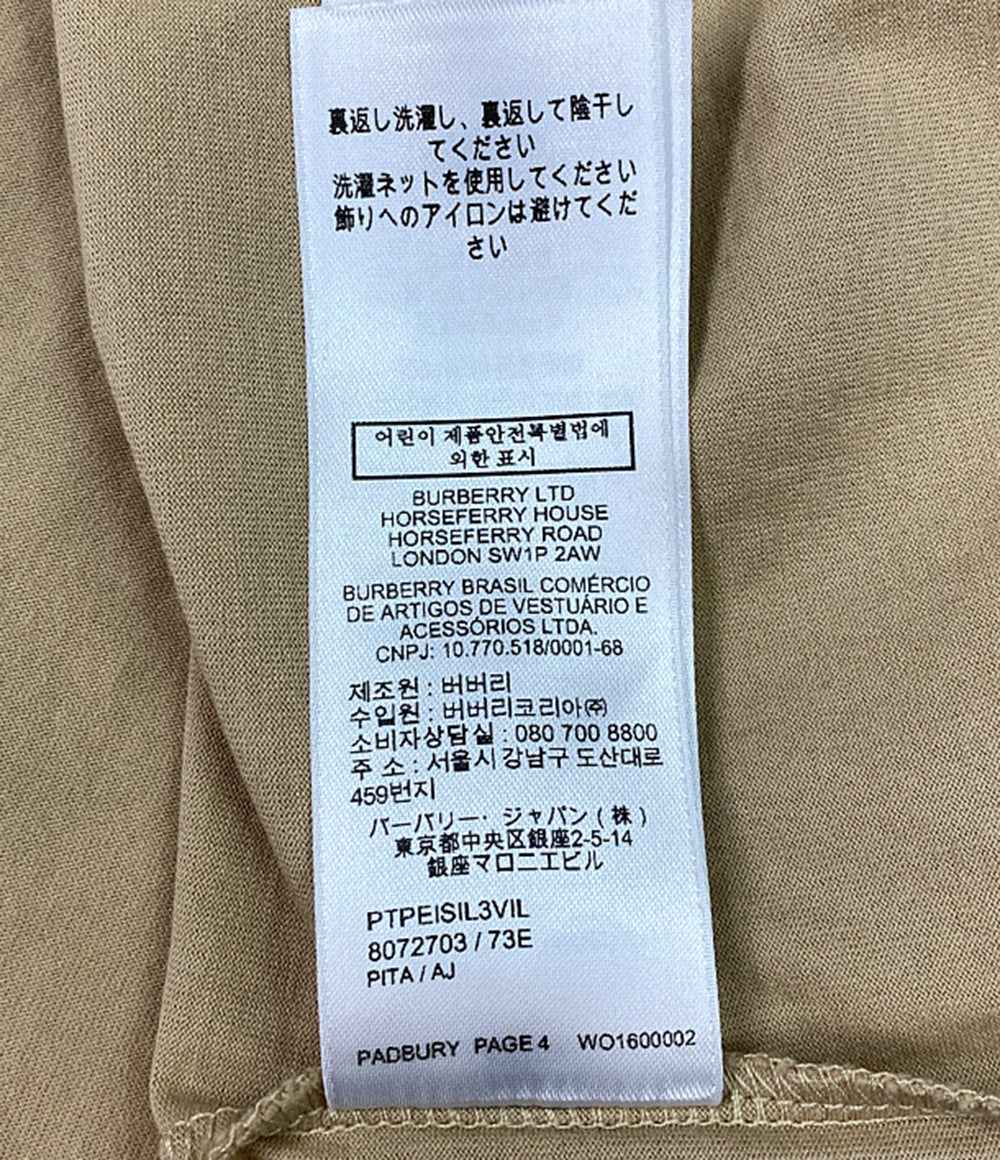 裏返し洗濯し、裏返して陰干し
てください
洗濯ネットを使用してください
飾りへのアイロンは避けてくだ
さい
어린이 제품안전특별법에
의한 표시
BURBERRY LTD
HORSEFERRY HOUSE
HORSEFERRY ROAD
LONDON SW1P 2AW
BURBERRY BRASIL COMÉRCIO
DE ARTIGOS DE VESTUÁRIO E
ACESSÓRIOS LTDA.
CNPJ: 10.770.518/0001-68
제조원 : 버버리
수입원 : 버버리코리아㈜
소비자상담실 : 080 700 8800
주 소 : 서울시 강남구 도산대로
459번지
バーバリー・ジャパン(株)
東京都中央区銀座2-5-14
銀座マロニエビル
PTPEISIL3VIL
8072703 / 73E
PITA / AJ
PADBURY PAGE 4 WO1600002